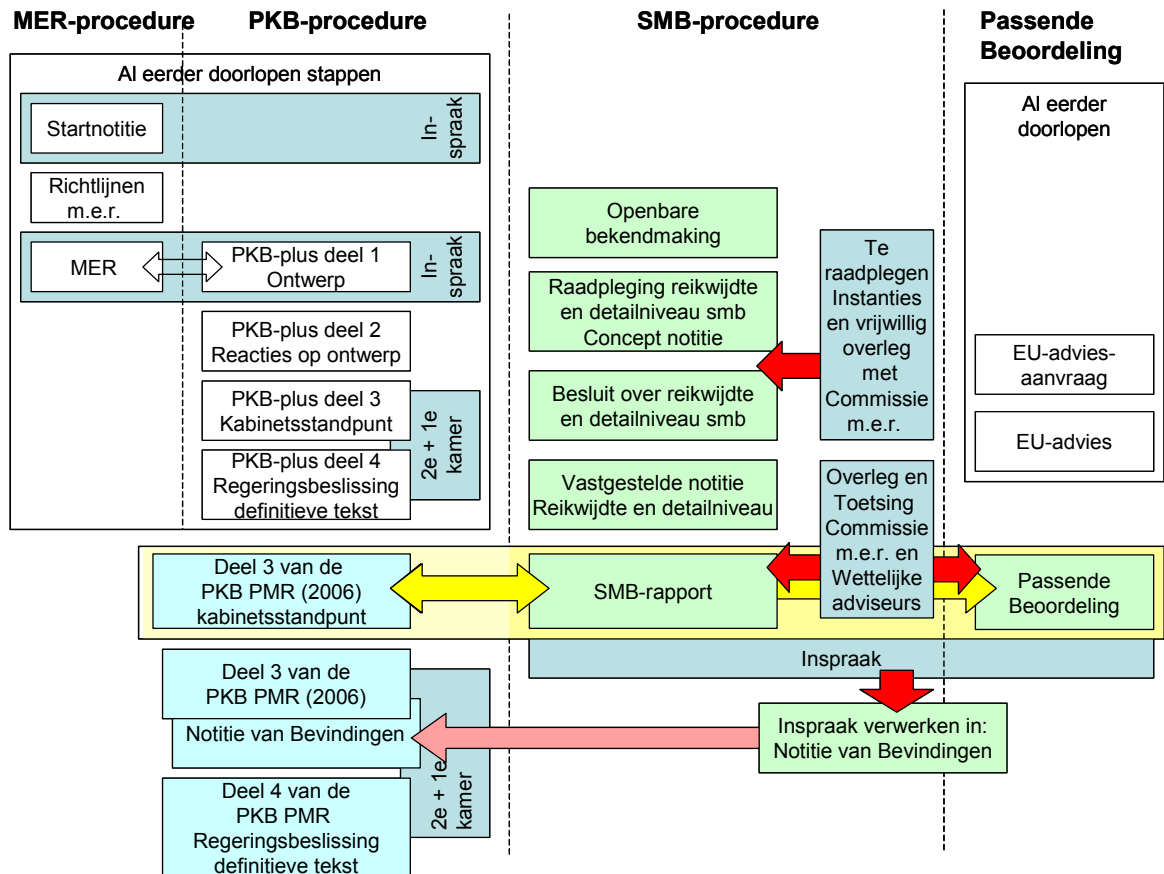 MER-procedure
PKB-procedure
SMB-procedure
Passende
Beoordeling
Al eerder doorlopen stappen
Startnotitie
In-
spraak
Richtlijnen
m.e.r.
MER
PKB-plus deel 1
Ontwerp
In-
spraak
PKB-plus deel 2
Reacties op ontwerp
PKB-plus deel 3
Kabinetsstandpunt
PKB-plus deel 4
Regeringsbeslissing
definitieve tekst
2e + 1e
kamer
Openbare
bekendmaking
Raadpleging reikwijdte
en detailniveau smb
Concept notitie
Besluit over reikwijdte
en detailniveau smb
Vastgestelde notitie
Reikwijdte en detailniveau
Te
raadplegen
Instanties
en vrijwillig
overleg
met
Commissie
m.e.r.
Overleg en
Toetsing
Commissie
m.e.r. en
Wettelijke
adviseurs
Al eerder
doorlopen
EU-advies-
aanvraag
EU-advies
Deel 3 van de
PKB PMR (2006)
kabinetsstandpunt
SMB-rapport
Passende
Beoordeling
Inspraak
Deel 3 van de
PKB PMR (2006)
Notitie van Bevindingen
2e + 1e
kamer
Inspraak verwerken in:
Notitie van Bevindingen
Deel 4 van de
PKB PMR
Regeringsbeslissing
definitieve tekst